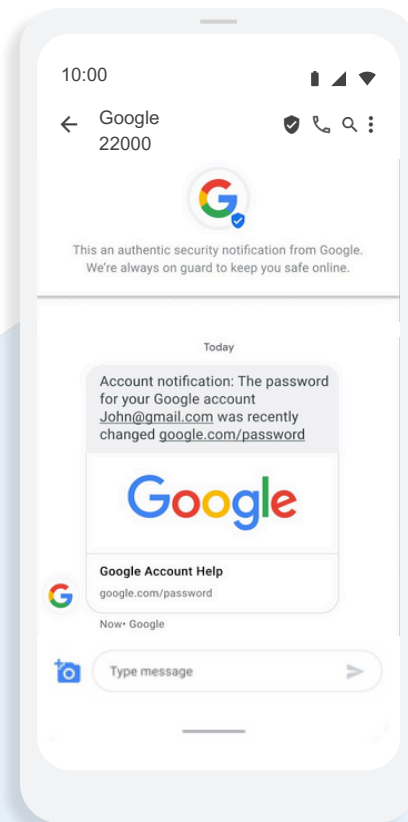 10:00
Google
22000
This an authentic security notification from Google.
We're always on guard to keep you safe online.
Today
Account notification: The password
for your Google account
John@gmail.com was recently
changed google.com/password
Google
Google Account Help
google.com/password
Now• Google
Type message